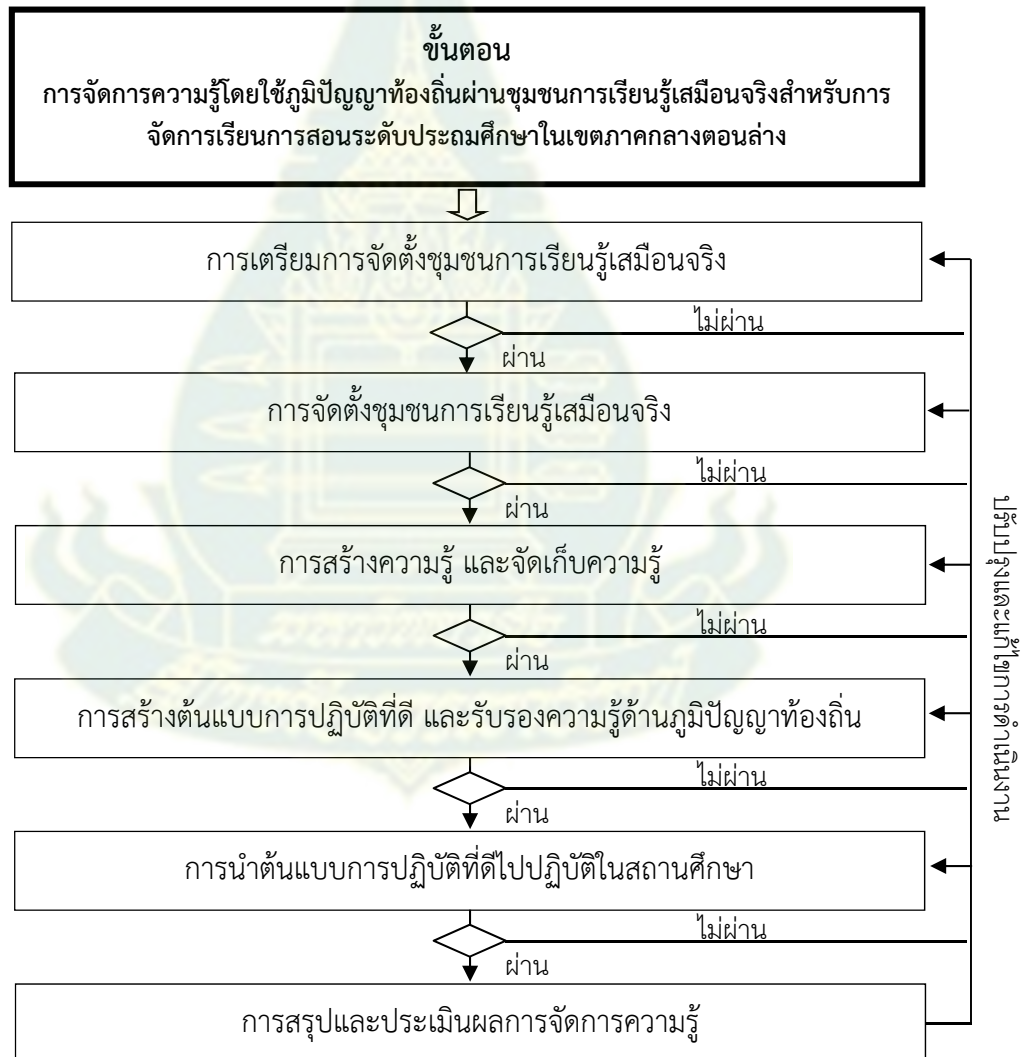 ขั้นตอน
การจัดการความรู้โดยใช้ภูมิปัญญาท้องถิ่นผ่านชุมชนการเรียนรู้เสมือนจริงสำหรับการ
จัดการเรียนการสอนระดับประถมศึกษาในเขตภาคกลางตอนล่าง
การเตรียมการจัดตั้งชุมชนการเรียนรู้เสมือนจริง
ไม่ผ่าน
ผ่าน
การจัดตั้งชุมชนการเรียนรู้เสมือนจริง
ไม่ผ่าน
ผ่าน
การสร้างความรู้ และจัดเก็บความรู้
ไม่ผ่าน
ผ่าน
การสร้างต้นแบบการปฏิบัติที่ดี และรับรองความรู้ด้านภูมิปัญญาท้องถิ่น
ไม่ผ่าน
ผ่าน
การนำต้นแบบการปฏิบัติที่ดีไปปฏิบัติในสถานศึกษา
ไม่ผ่าน
ผ่าน
การสรุปและประเมินผลการจัดการความรู้
ปรับปรุงและแก้ไขการดำเนินงาน